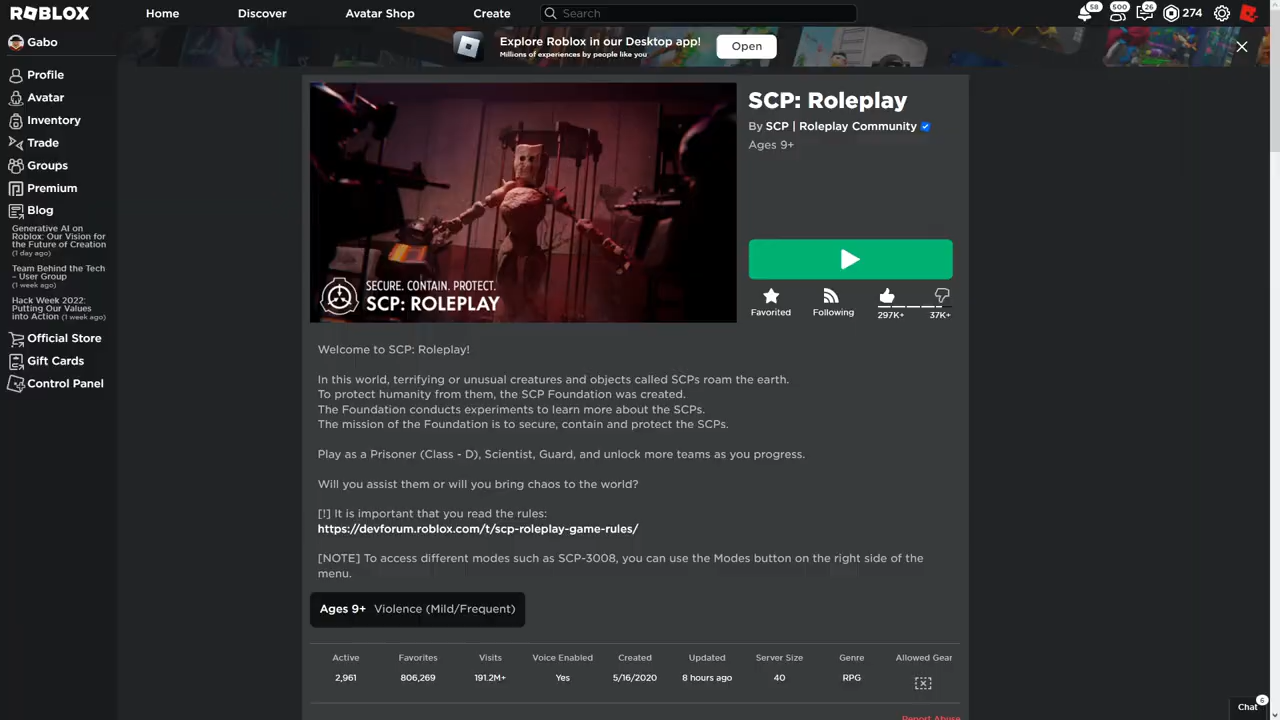 ROBLOX
Home
Discover
Avatar Shop
Create
Search
58
500
26
274
Gabo
Explore Roblox in our Desktop app!
Millions of experiences by people like you
Open
Profile
Avatar
Inventory
Trade
Groups
Premium
Blog
Generative AI on
Roblox: Our Vision for
the Future of Creation
(1 day ago)
Team Behind the Tech
– User Group
(1 week ago)
Hack Week 2022:
Putting Our Values
into Action (1 week ago)
Official Store
Gift Cards
Control Panel
SECURE. CONTAIN. PROTECT.
SCP: ROLEPLAY
SCP: Roleplay
By SCP | Roleplay Community
Ages 9+
Favorited
Following
297K+
37K+
Welcome to SCP: Roleplay!
In this world, terrifying or unusual creatures and objects called SCPs roam the earth.
To protect humanity from them, the SCP Foundation was created.
The Foundation conducts experiments to learn more about the SCPs.
The mission of the Foundation is to secure, contain and protect the SCPs.
Play as a Prisoner (Class - D), Scientist, Guard, and unlock more teams as you progress.
Will you assist them or will you bring chaos to the world?
[!] It is important that you read the rules:
https://devforum.roblox.com/t/scp-roleplay-game-rules/
[NOTE] To access different modes such as SCP-3008, you can use the Modes button on the right side of the
menu.
Ages 9+ Violence (Mild/Frequent)
Active Favorites Visits Voice Enabled Created Updated Server Size Genre Allowed Gear
2,961 806,269 191.2M+ Yes 5/16/2020 8 hours ago 40 RPG
Report Abuse
Chat
6